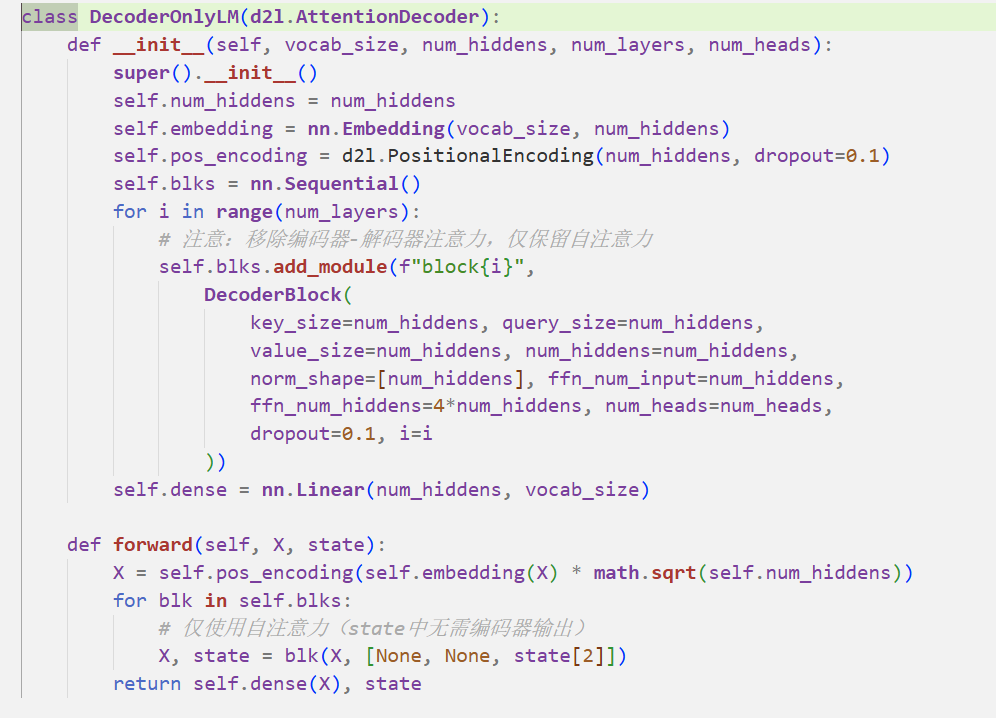 class DecoderOnlyLM(d2l.AttentionDecoder):
    def __init__(self, vocab_size, num_hiddens, num_layers, num_heads):
        super().__init__()
        self.num_hiddens = num_hiddens
        self.embedding = nn.Embedding(vocab_size, num_hiddens)
        self.pos_encoding = d2l.PositionalEncoding(num_hiddens, dropout=0.1)
        self.blks = nn.Sequential()
        for i in range(num_layers):
            # 注意：移除编码器-解码器注意力，仅保留自注意力
            self.blks.add_module(f"block{i}",
                DecoderBlock(
                    key_size=num_hiddens, query_size=num_hiddens,
                    value_size=num_hiddens, num_hiddens=num_hiddens,
                    norm_shape=[num_hiddens], ffn_num_input=num_hiddens,
                    ffn_num_hiddens=4*num_hiddens, num_heads=num_heads,
                    dropout=0.1, i=i
                ))
        self.dense = nn.Linear(num_hiddens, vocab_size)

    def forward(self, X, state):
        X = self.pos_encoding(self.embedding(X) * math.sqrt(self.num_hiddens))
        for blk in self.blks:
            # 仅使用自注意力（state中无需编码器输出）
            X, state = blk(X, [None, None, state[2]])
        return self.dense(X), state